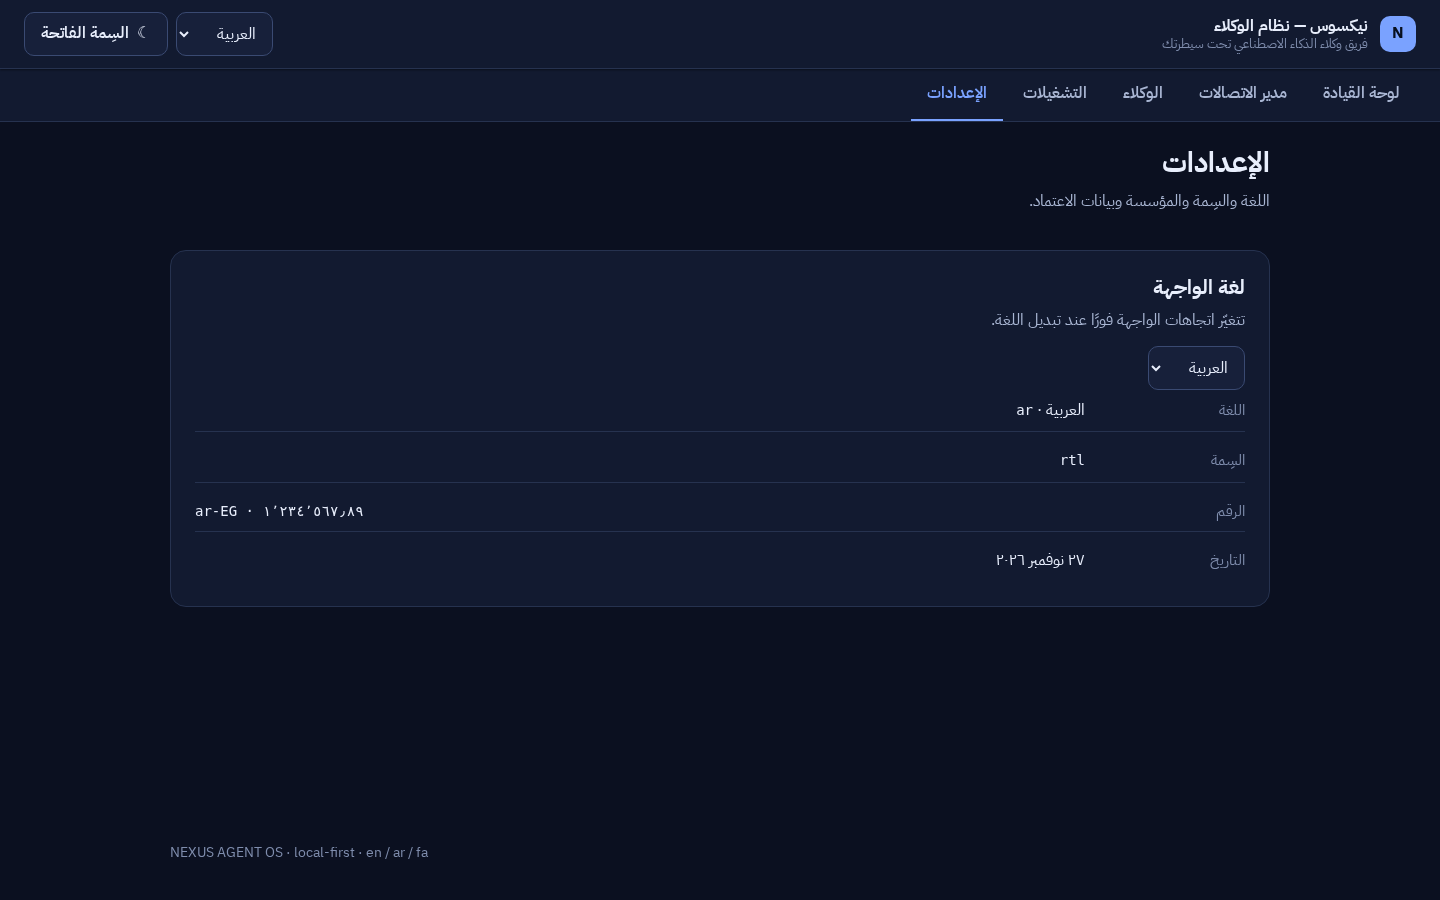 N
نيكسوس — نظام الوكلاء
فريق وكلاء الذكاء الاصطناعي تحت سيطرتك
العربية
☾ السِمة الفاتحة
لوحة القيادة
مدير الاتصالات
الوكلاء
التشغيلات
الإعدادات
الإعدادات
اللغة والسِمة والمؤسسة وبيانات الاعتماد.
لغة الواجهة
تتغيّر اتجاهات الواجهة فورًا عند تبديل اللغة.
العربية
اللغة
العربية · ar
السِمة
rtl
الرقم
ar-EG · ١٬٢٣٤٬٥٦٧٫٨٩
التاريخ
٢٧ نوفمبر ٢٠٢٦
NEXUS AGENT OS · local-first · en / ar / fa